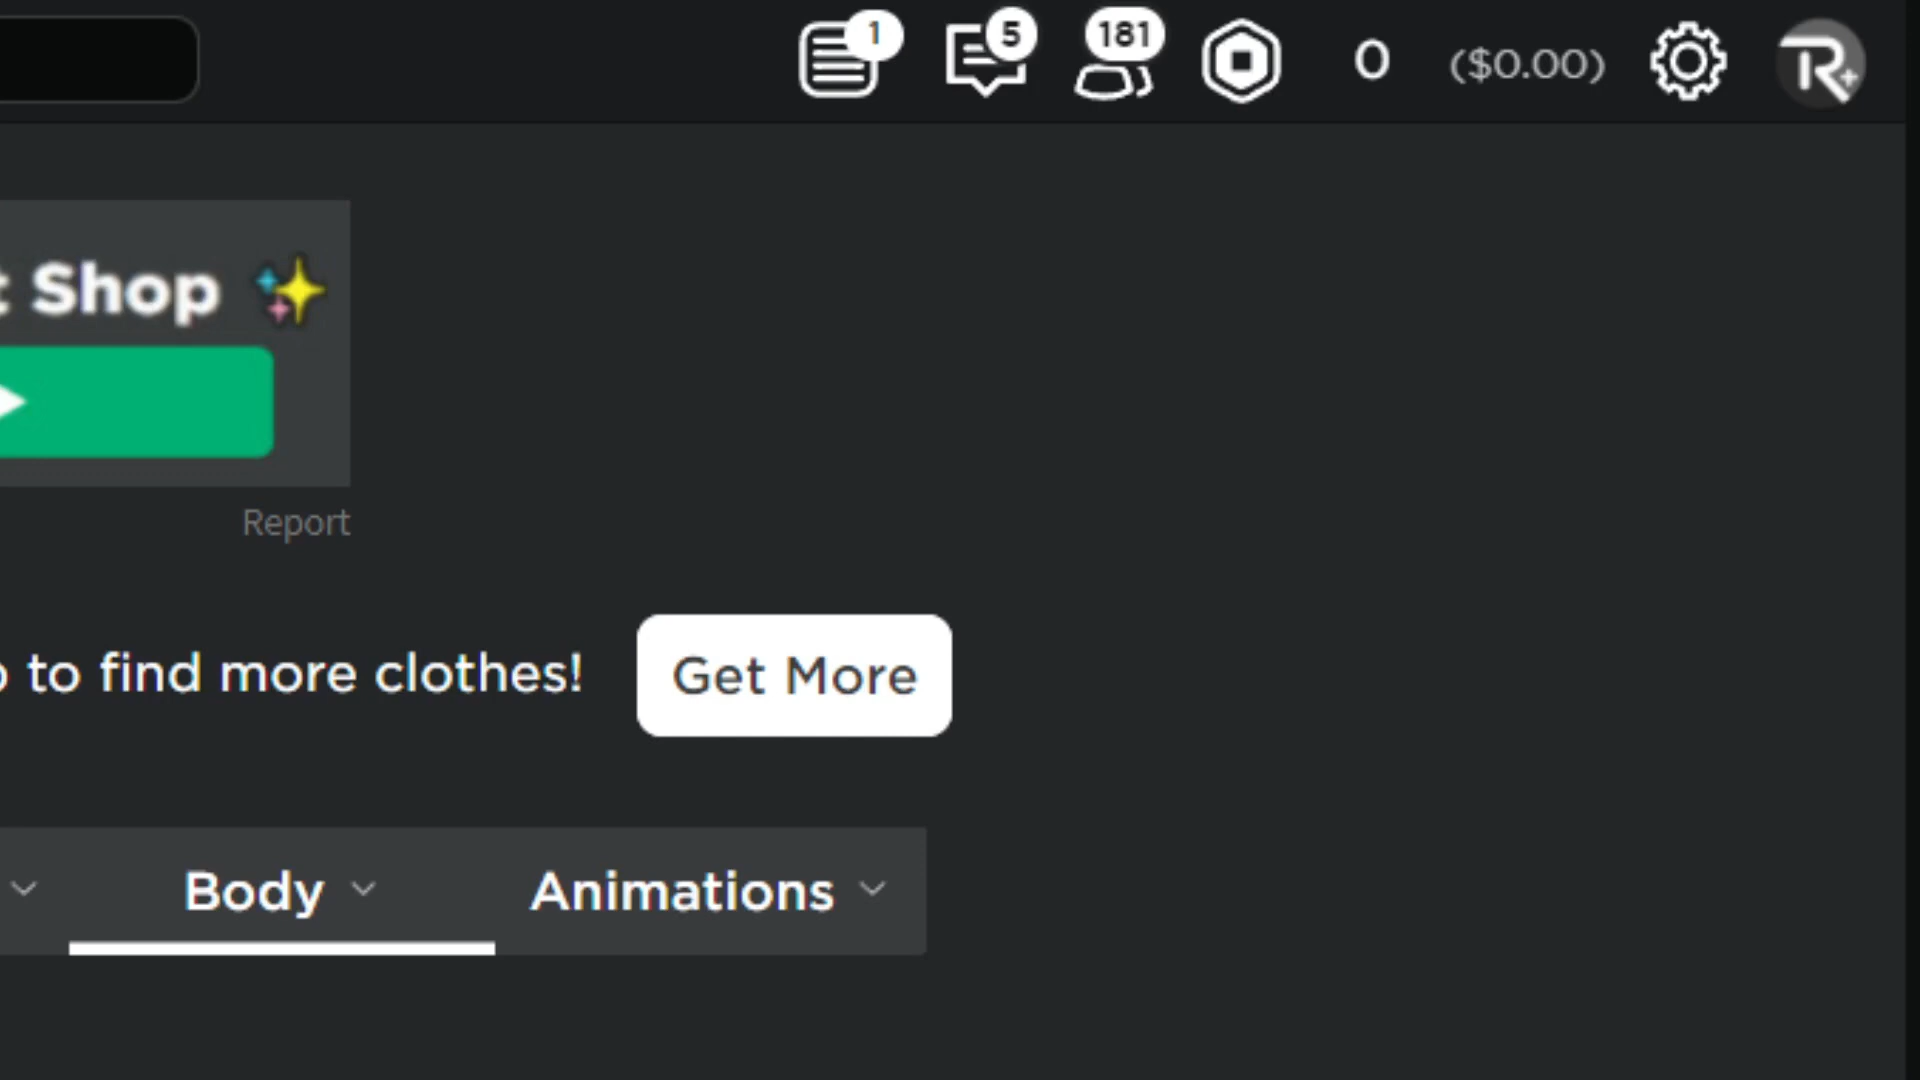 1 5 181 0 ($0.00)
Shop
Report
to find more clothes!
Get More
Body Animations